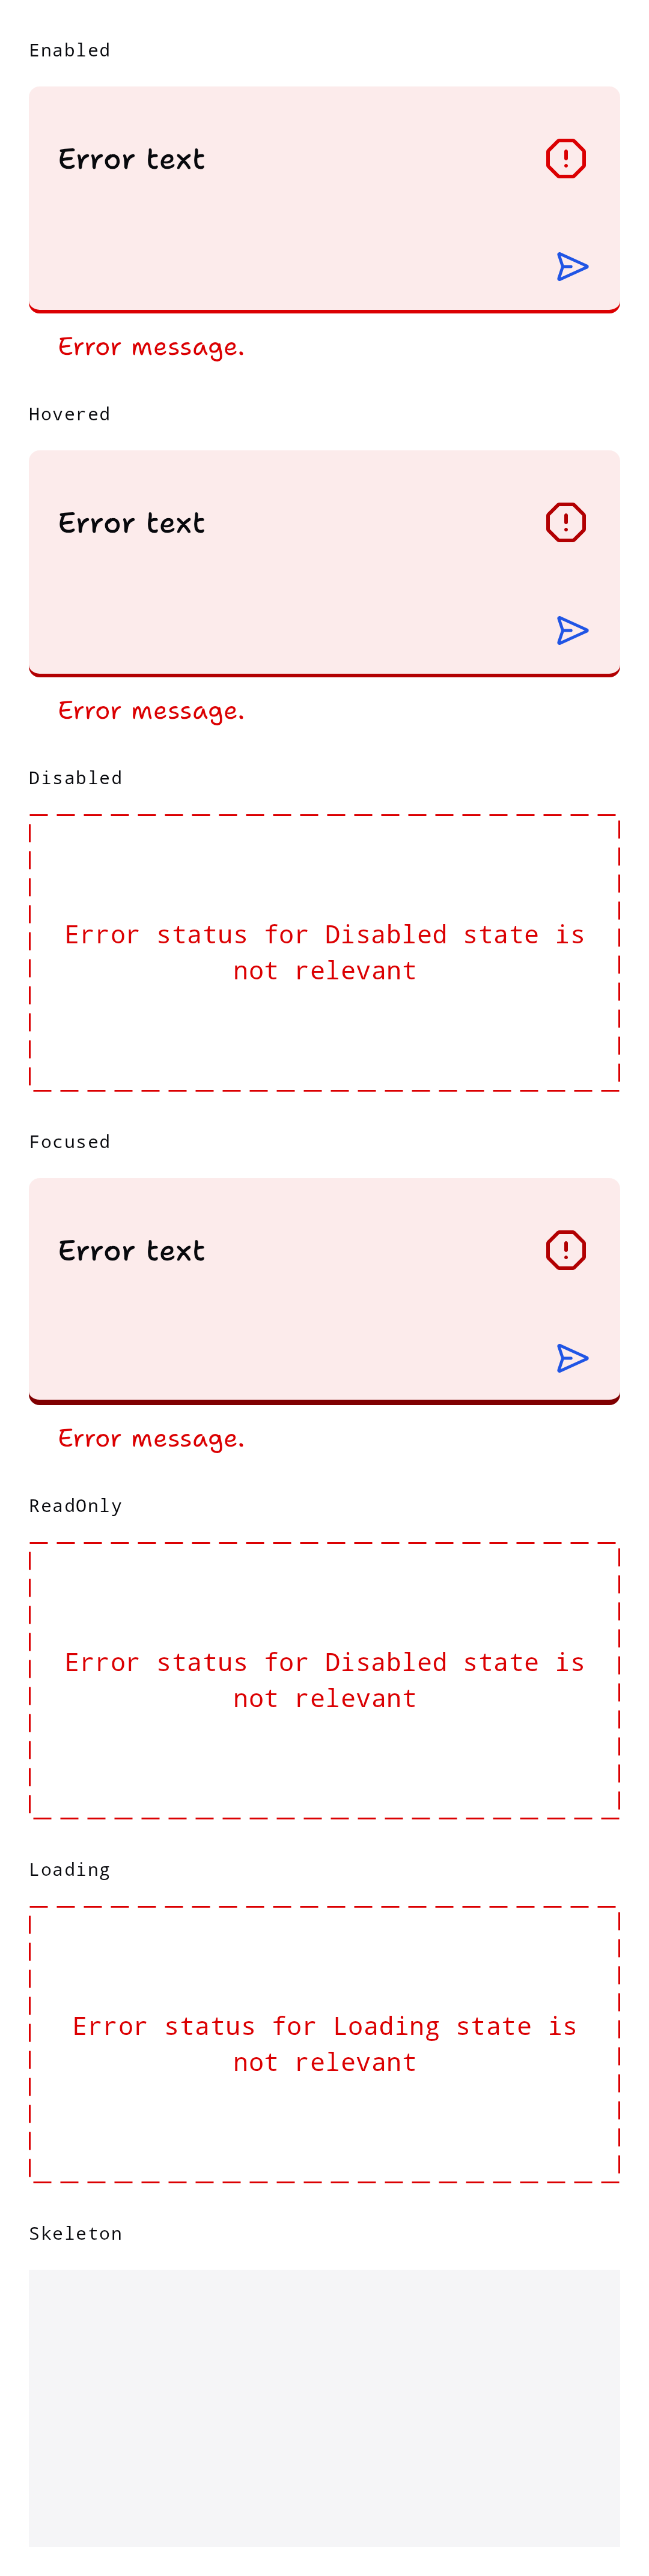 Enabled
Error text
Error message.
Hovered
Error text
Error message.
Disabled
Error status for Disabled state is
not relevant
Focused
Error text
Error message.
ReadOnly
Error status for Disabled state is
not relevant
Loading
Error status for Loading state is
not relevant
Skeleton